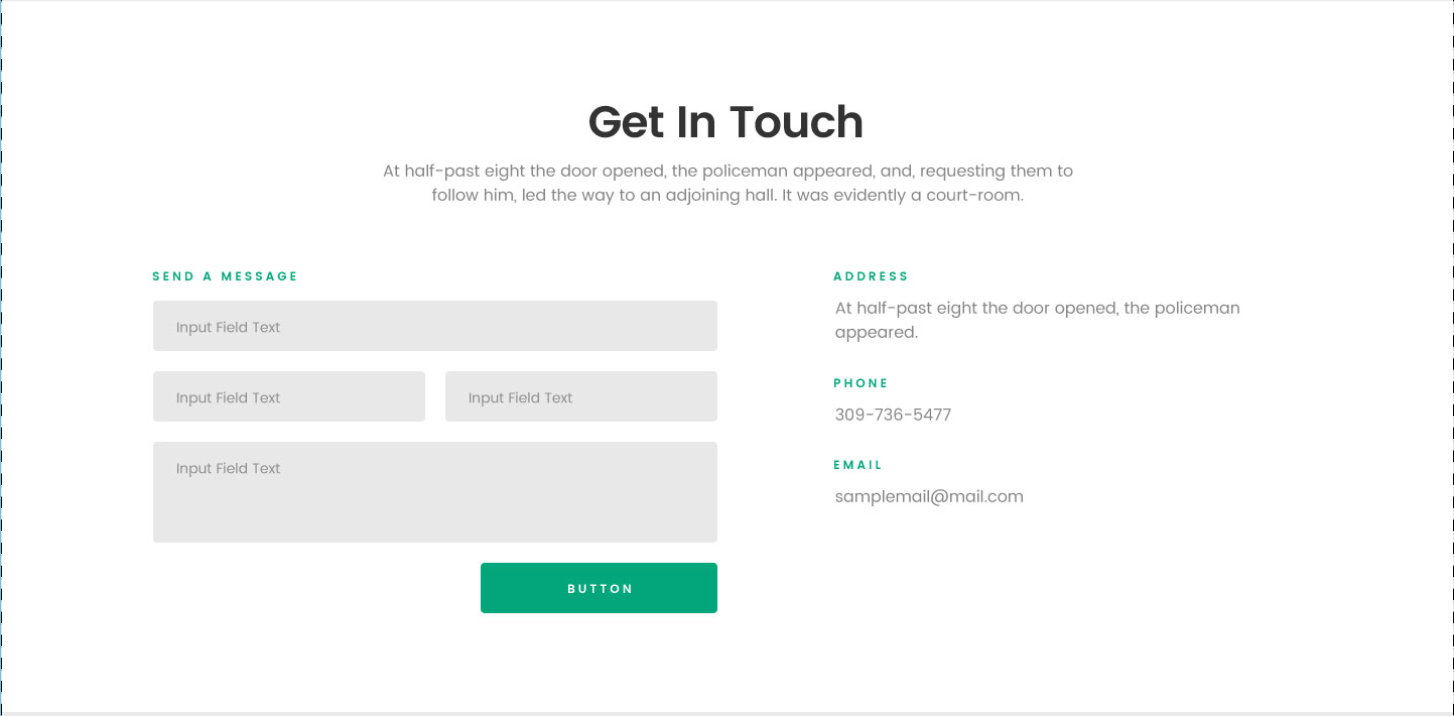 Get In Touch
At half-past eight the door opened, the policeman appeared, and, requesting them to
follow him, led the way to an adjoining hall. It was evidently a court-room.
SEND A MESSAGE
Input Field Text
Input Field Text
Input Field Text
Input Field Text
BUTTON
ADDRESS
At half-past eight the door opened, the policeman
appeared.
PHONE
309-736-5477
EMAIL
samplemail@mail.com